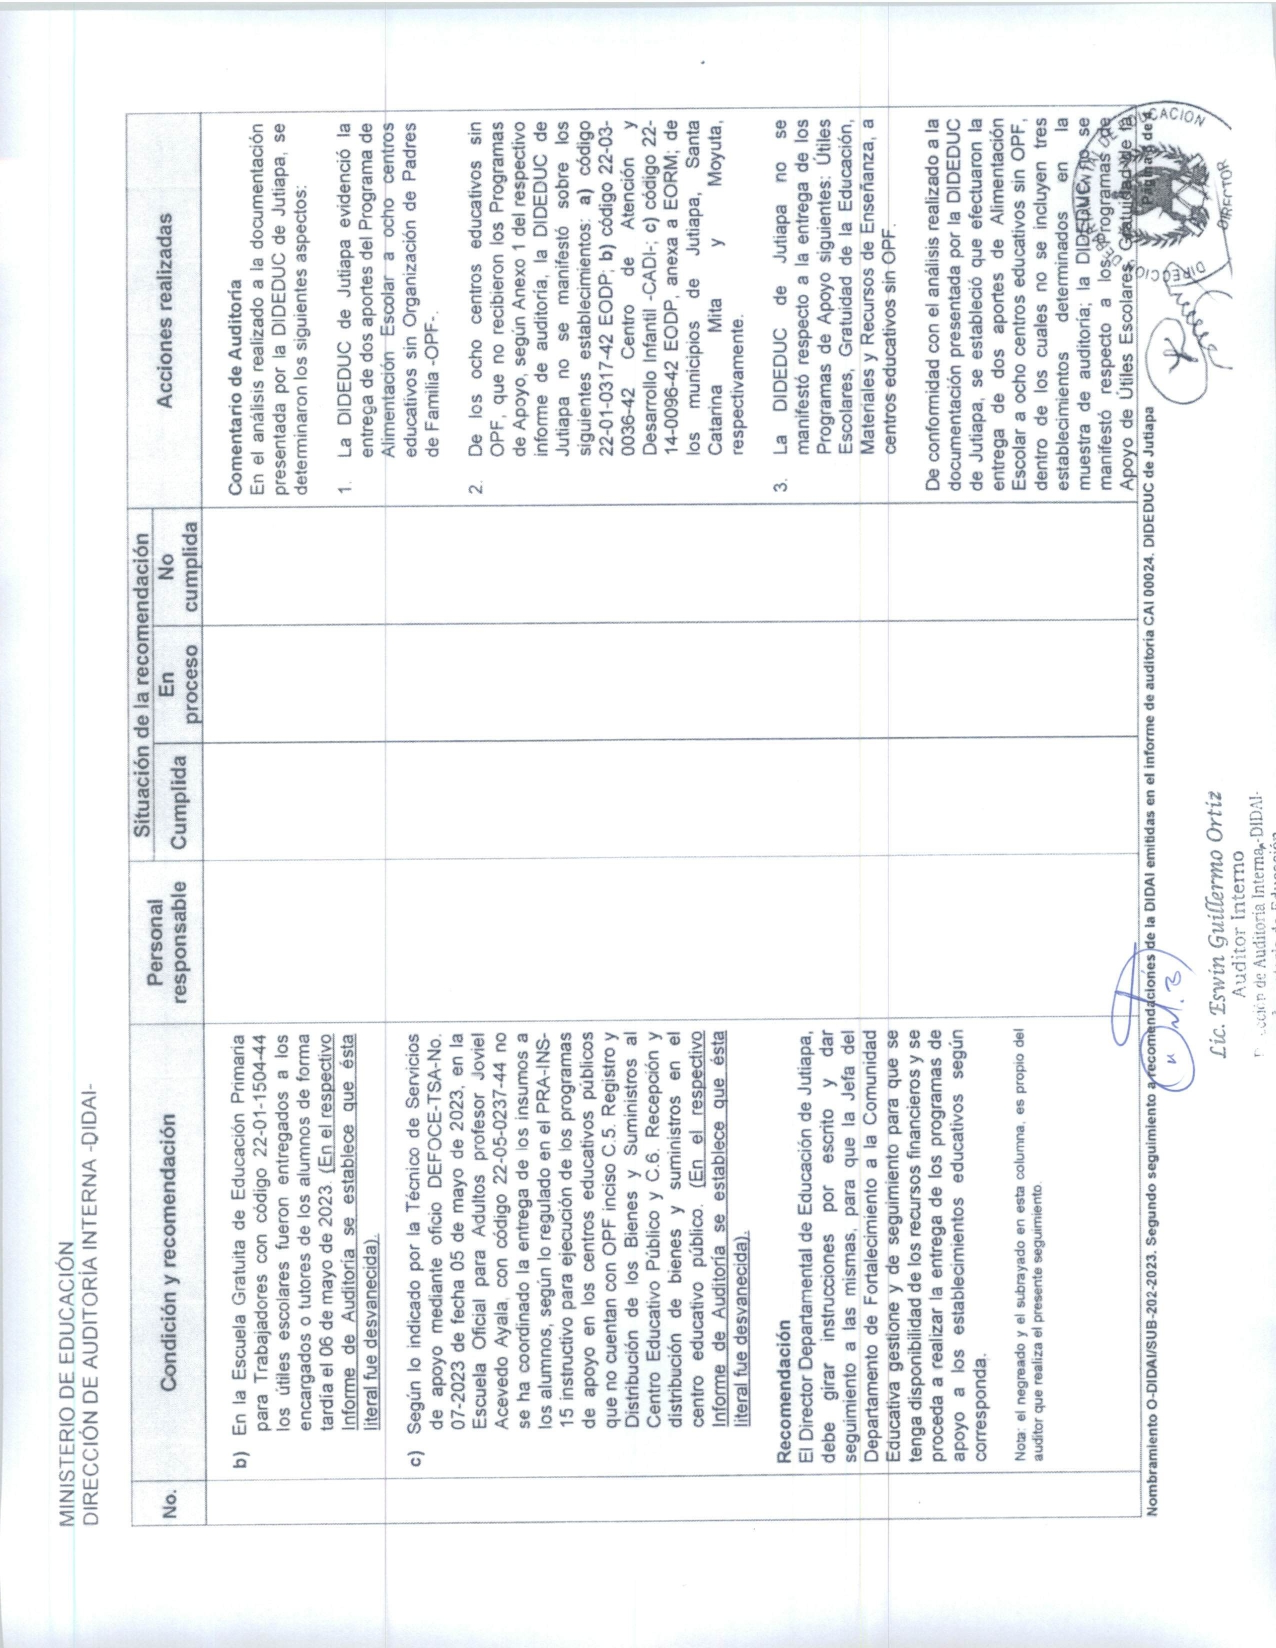 MINISTERIO DE EDUCACIÓN
DIRECCIÓN DE AUDITORÍA INTERNA -DIDAI-
No.
Condición y recomendación
Personal
responsable
Situación de la recomendación
Cumplida
En
proceso
No
cumplida
Acciones realizadas
b) En la Escuela Gratuita de Educación Primaria
para Trabajadores con código 22-01-1504-44
los útiles escolares fueron entregados a los
encargados o tutores de los alumnos de forma
tardía el 06 de mayo de 2023. (En el respectivo
Informe de Auditoría se establece que ésta
literal fue desvanecida).
c) Según lo indicado por la Técnico de Servicios
de apoyo mediante oficio DEFOCE-TSA-No.
07-2023 de fecha 05 de mayo de 2023, en la
Escuela Oficial para Adultos profesor Joviel
Acevedo Ayala, con código 22-05-0237-44 no
se ha coordinado la entrega de los insumos a
los alumnos, según lo regulado en el PRA-INS-
15 instructivo para ejecución de los programas
de apoyo en los centros educativos públicos
que no cuentan con OPF inciso C.5. Registro y
Distribución de los Bienes y Suministros al
Centro Educativo Público y C.6. Recepción y
distribución de bienes y suministros en el
centro educativo público. (En el respectivo
Informe de Auditoría se establece que ésta
literal fue desvanecida).
Recomendación
El Director Departamental de Educación de Jutiapa,
debe girar instrucciones por escrito y dar
seguimiento a las mismas, para que la Jefa del
Departamento de Fortalecimiento a la Comunidad
Educativa gestione y de seguimiento para que se
tenga disponibilidad de los recursos financieros y se
proceda a realizar la entrega de los programas de
apoyo a los establecimientos educativos según
corresponda.
Nota: el negreado y el subrayado en esta columna, es propio del
auditor que realiza el presente seguimiento.
Comentario de Auditoría
En el análisis realizado a la documentación
presentada por la DIDEDUC de Jutiapa, se
determinaron los siguientes aspectos:
1. La DIDEDUC de Jutiapa evidenció la
entrega de dos aportes del Programa de
Alimentación Escolar a ocho centros
educativos sin Organización de Padres
de Familia -OPF-.
2. De los ocho centros educativos sin
OPF, que no recibieron los Programas
de Apoyo, según Anexo 1 del respectivo
informe de auditoría, la DIDEDUC de
Jutiapa no se manifestó sobre los
siguientes establecimientos: a) código
22-01-0317-42 EODP; b) código 22-03-
0036-42 Centro de Atención y
Desarrollo Infantil -CADI-; c) código 22-
14-0096-42 EODP, anexa a EORM; de
los municipios de Jutiapa, Santa
Catarina Mita y Moyuta,
respectivamente.
3. La DIDEDUC de Jutiapa no se
manifestó respecto a la entrega de los
Programas de Apoyo siguientes: Útiles
Escolares, Gratuidad de la Educación,
Materiales y Recursos de Enseñanza, a
centros educativos sin OPF.
De conformidad con el análisis realizado a la
documentación presentada por la DIDEDUC
de Jutiapa, se estableció que efectuaron la
entrega de dos aportes de Alimentación
Escolar a ocho centros educativos sin OPF,
dentro de los cuales no se incluyen tres
establecimientos determinados en la
muestra de auditoría; la DIDEDUC no se
manifestó respecto a los Programas de
Apoyo de Útiles Escolares, Gratuidad de la
Nombramiento O-DIDAI/SUB-202-2023. Segundo seguimiento a recomendaciones de la DIDAI emitidas en el informe de auditoria CAI 00024. DIDEDUC de Jutiapa
Página de
DIRECTOR
Lic. Eswin Guillermo Ortiz
Auditor Interno
de Auditoría Interna -DIDAI-